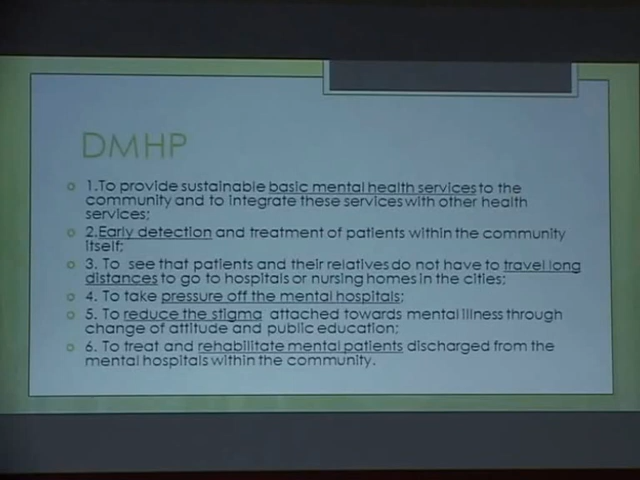 DMHP
1.To provide sustainable basic mental health services to the
community and to integrate these services with other health
services;
2.Early detection and treatment of patients within the community
itself;
3. To see that patients and their relatives do not have to travel long
distances to go to hospitals or nursing homes in the cities;
4. To take pressure off the mental hospitals;
5. To reduce the stigma attached towards mental illness through
change of attitude and public education;
6. To treat and rehabilitate mental patients discharged from the
mental hospitals within the community.